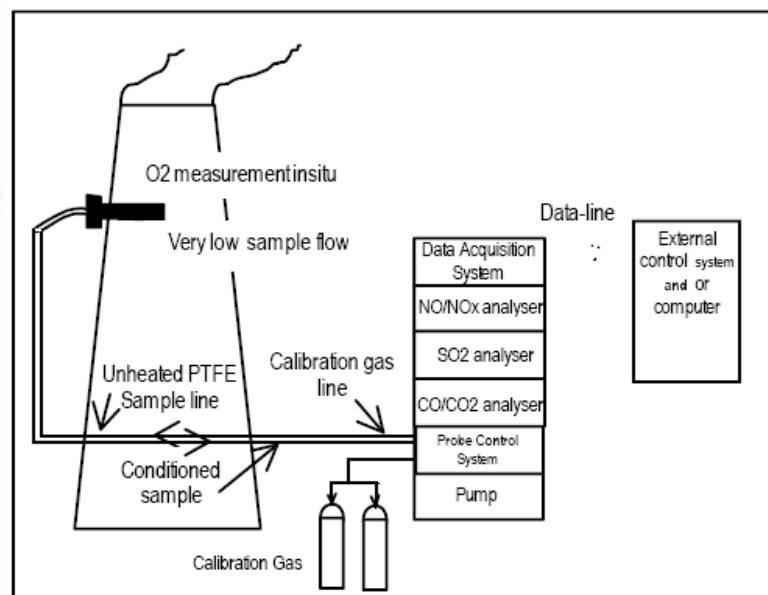 O2 measurement insitu
Very low sample flow
Data-line
Data Acquisition
System
External
control system
and or
computer
NO/NOx analyser
SO2 analyser
CO/CO2 analyser
Calibration gas
line
Unheated PTFE
Sample line
Probe Control
System
Conditioned
sample
Pump
Calibration Gas